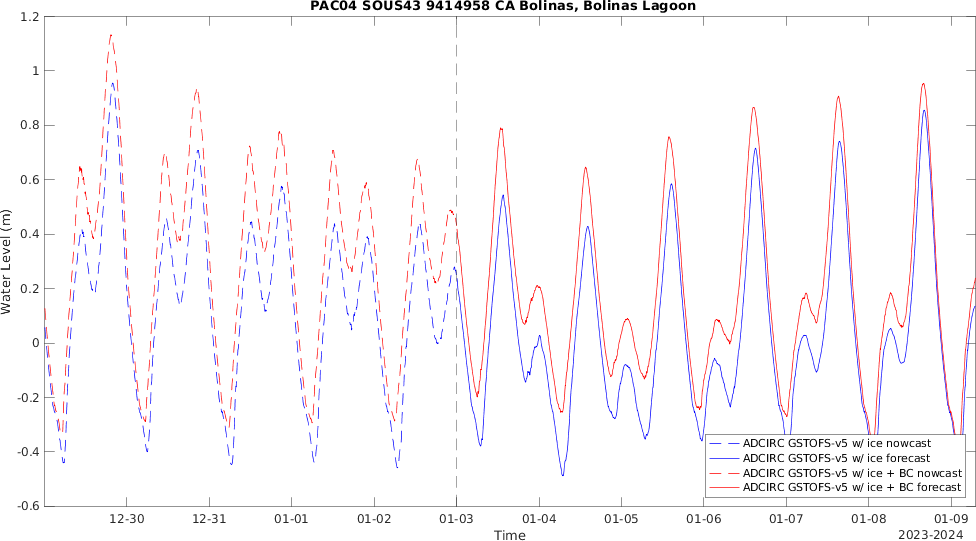 PAC04 SOUS43 9414958 CA Bolinas, Bolinas Lagoon
1.2
1
0.8
0.6
0.4
0.2
0
-0.2
-0.4
-0.6
Water Level (m)
ADCIRC GSTOFS-v5 w/ ice nowcast
ADCIRC GSTOFS-v5 w/ ice forecast
ADCIRC GSTOFS-v5 w/ ice + BC nowcast
ADCIRC GSTOFS-v5 w/ ice + BC forecast
12-30 12-31 01-01 01-02 01-03 01-04 01-05 01-06 01-07 01-08 01-09
Time
2023-2024